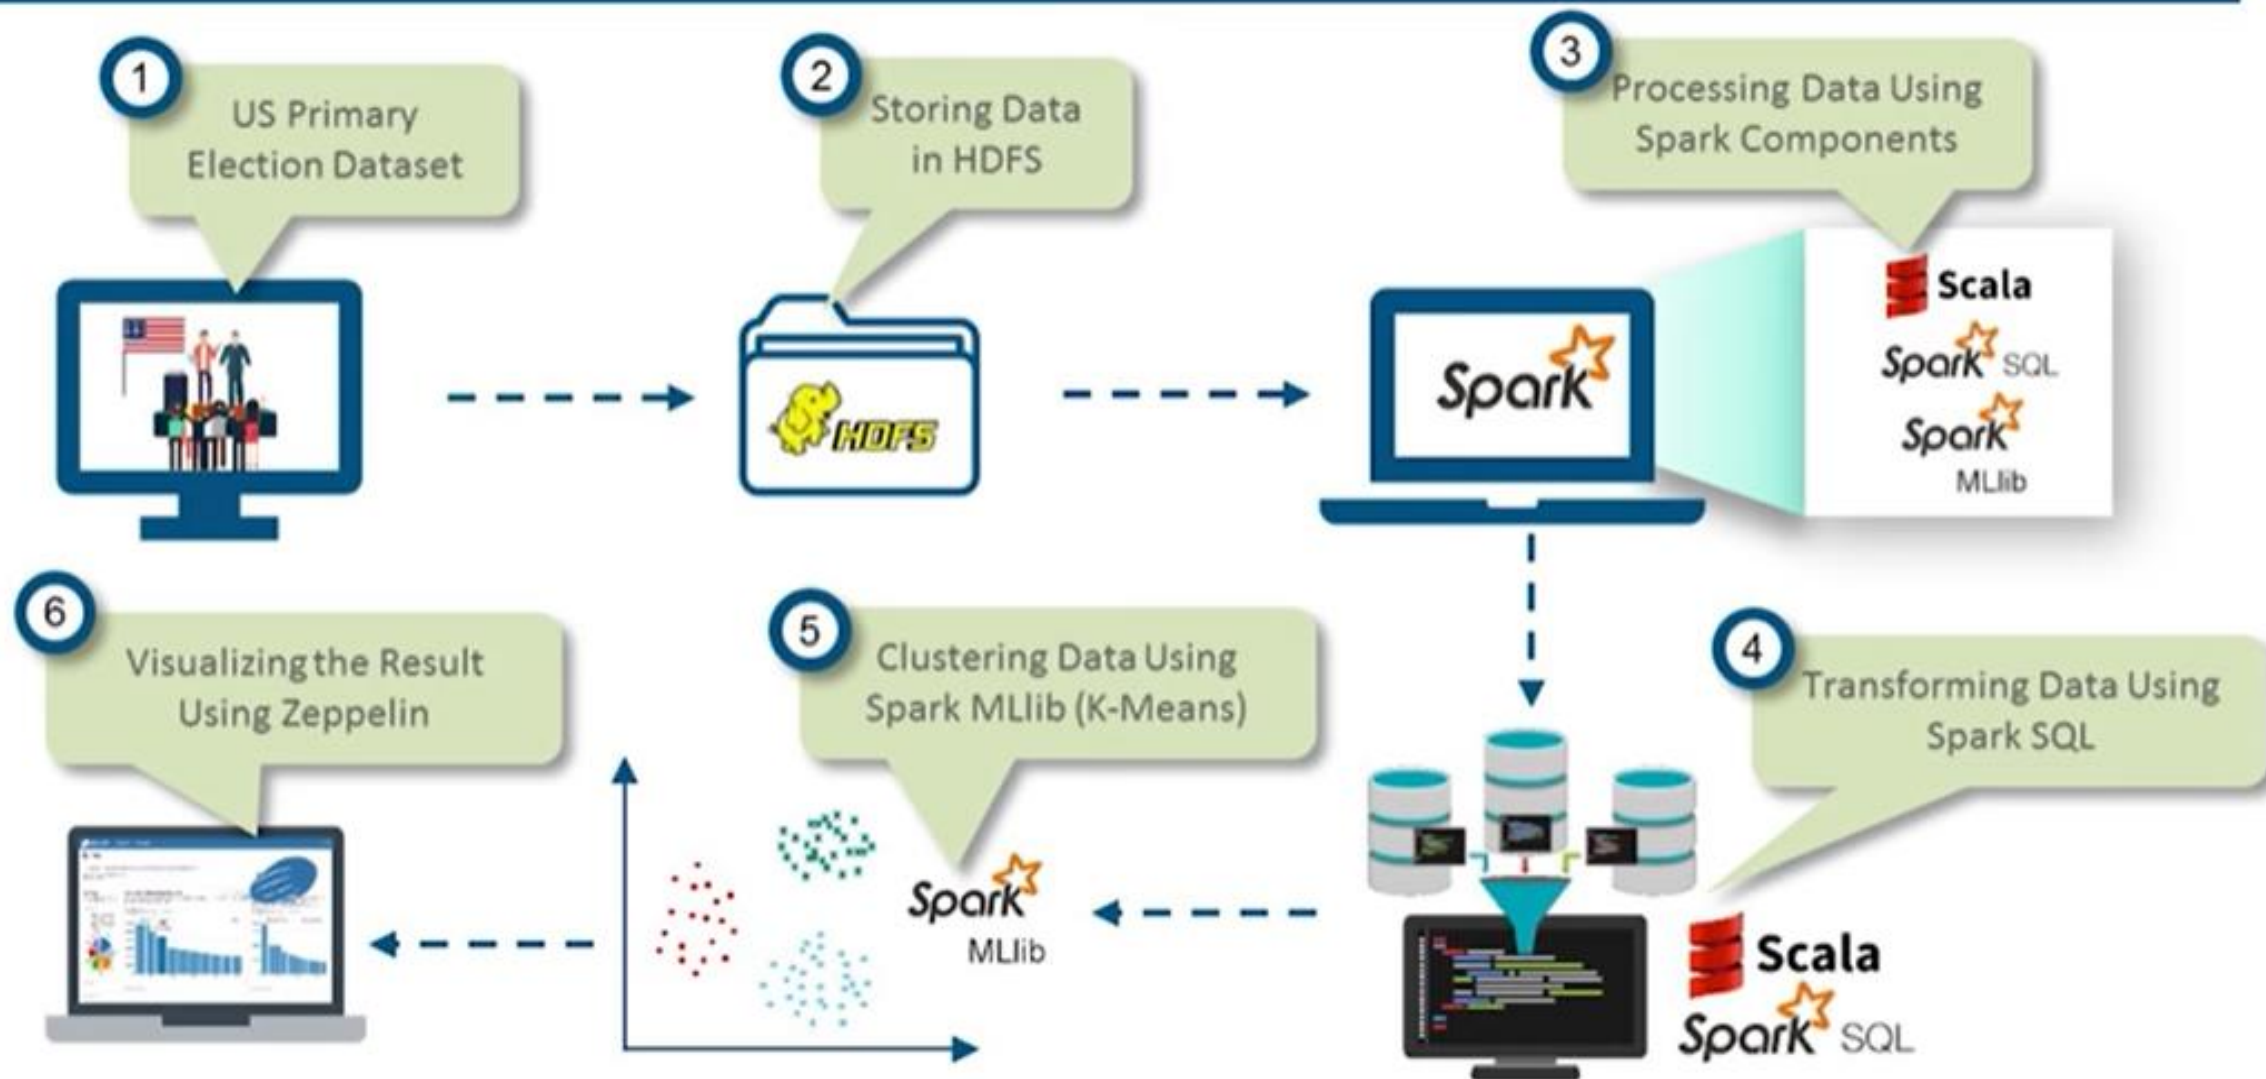 1
US Primary
Election Dataset
2
Storing Data
in HDFS
3
Processing Data Using
Spark Components
HDFS
Spark
Scala
Spark SQL
Spark
MLlib
4
Transforming Data Using
Spark SQL
Scala
Spark SQL
5
Clustering Data Using
Spark MLlib (K-Means)
Spark
MLlib
6
Visualizing the Result
Using Zeppelin